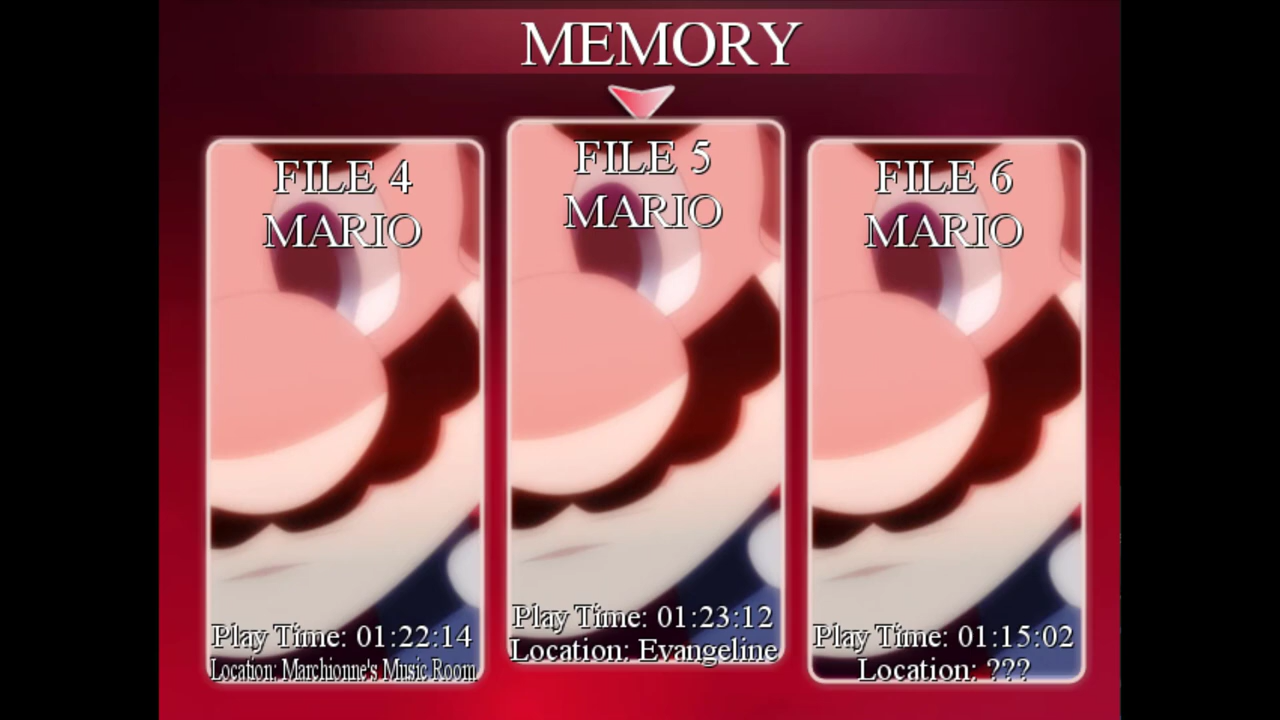 MEMORY
FILE 4
MARIO
Play Time: 01:22:14
Location: Marchionne's Music Room
FILE 5
MARIO
Play Time: 01:23:12
Location: Evangeline
FILE 6
MARIO
Play Time: 01:15:02
Location: ???